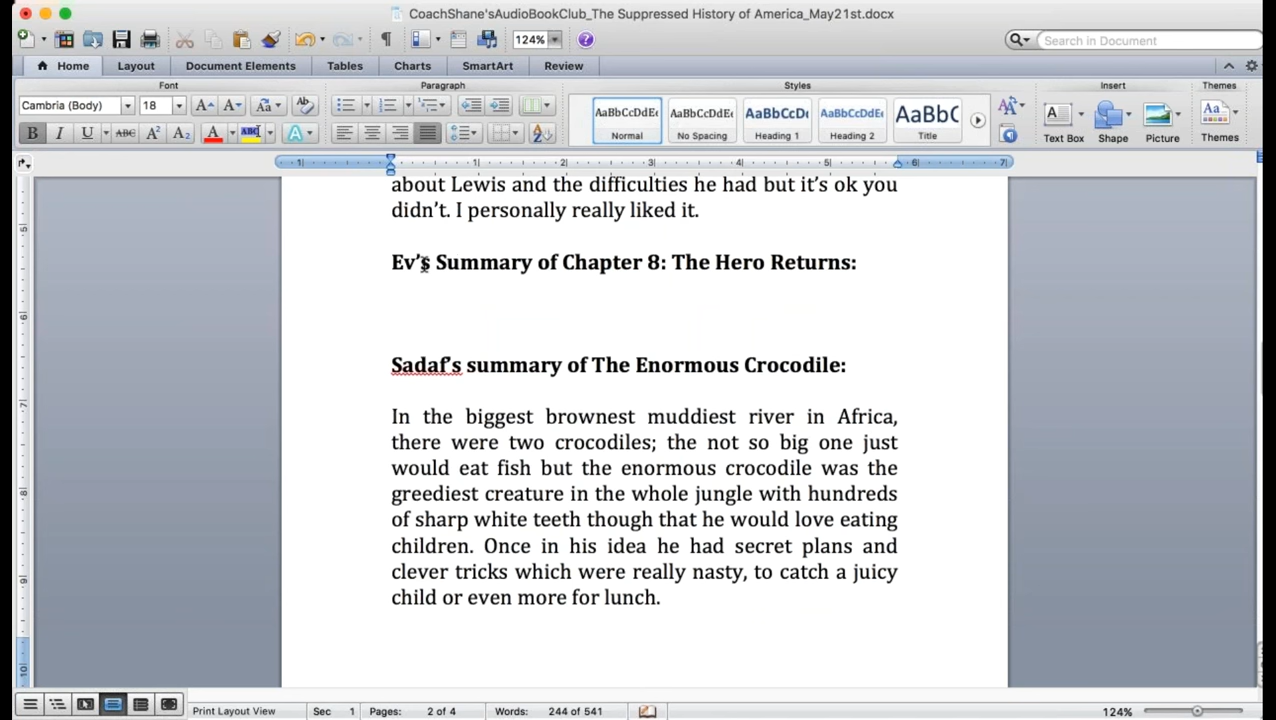 CoachShane'sAudioBookClub_The Suppressed History of America_May21st.docx
124%
Search in Document
Home Layout Document Elements Tables Charts SmartArt Review
Font Paragraph Styles Insert Themes
Cambria (Body) 18
AaBbCcDdEe AaBbCcDdEe AaBbCcDc AaBbCcDdEe AaBbC
Normal No Spacing Heading 1 Heading 2 Title Text Box Shape Picture Themes
about Lewis and the difficulties he had but it's ok you
didn't. I personally really liked it.
Ev's Summary of Chapter 8: The Hero Returns:
Sadaf's summary of The Enormous Crocodile:
In the biggest brownest muddiest river in Africa,
there were two crocodiles; the not so big one just
would eat fish but the enormous crocodile was the
greediest creature in the whole jungle with hundreds
of sharp white teeth though that he would love eating
children. Once in his idea he had secret plans and
clever tricks which were really nasty, to catch a juicy
child or even more for lunch.
Print Layout View Sec 1 Pages: 2 of 4 Words: 244 of 541 124%